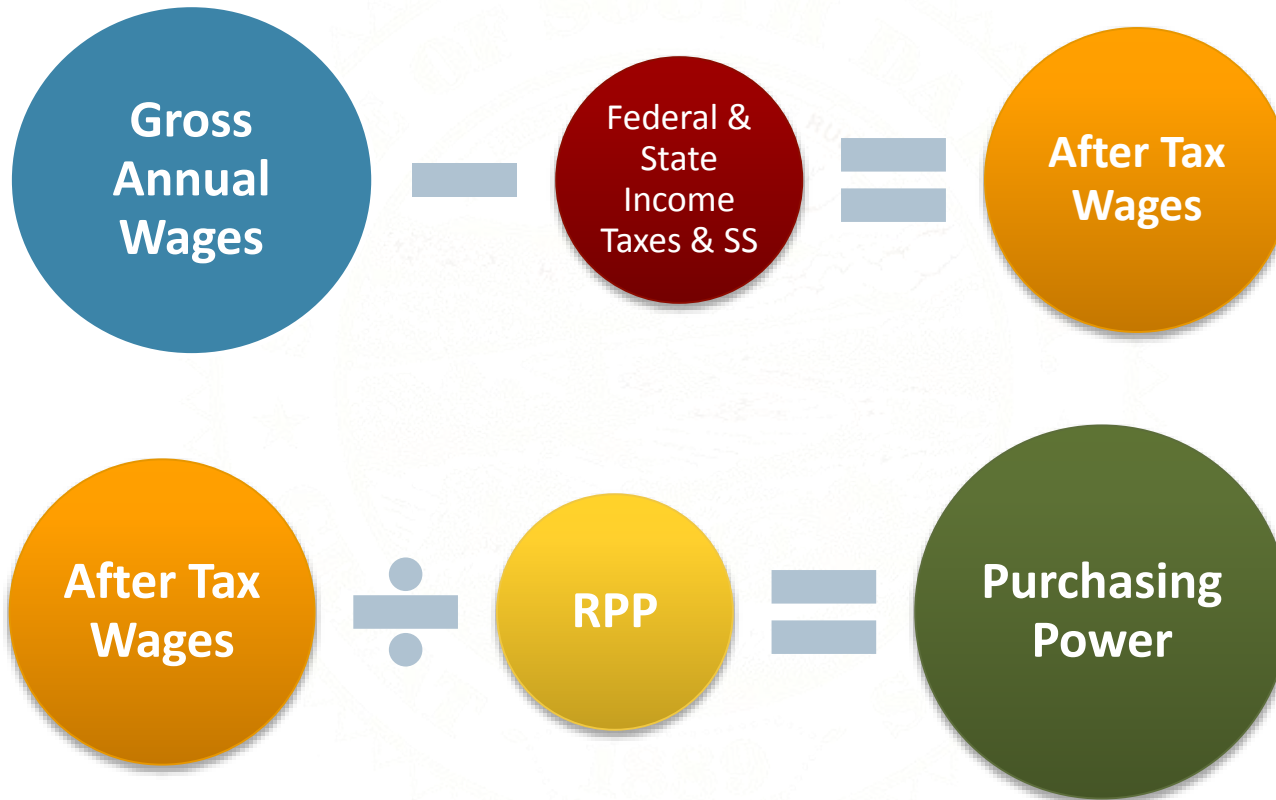 Gross
Annual
Wages
Federal &
State
Income
Taxes & SS
After Tax
Wages
After Tax
Wages
RPP
Purchasing
Power